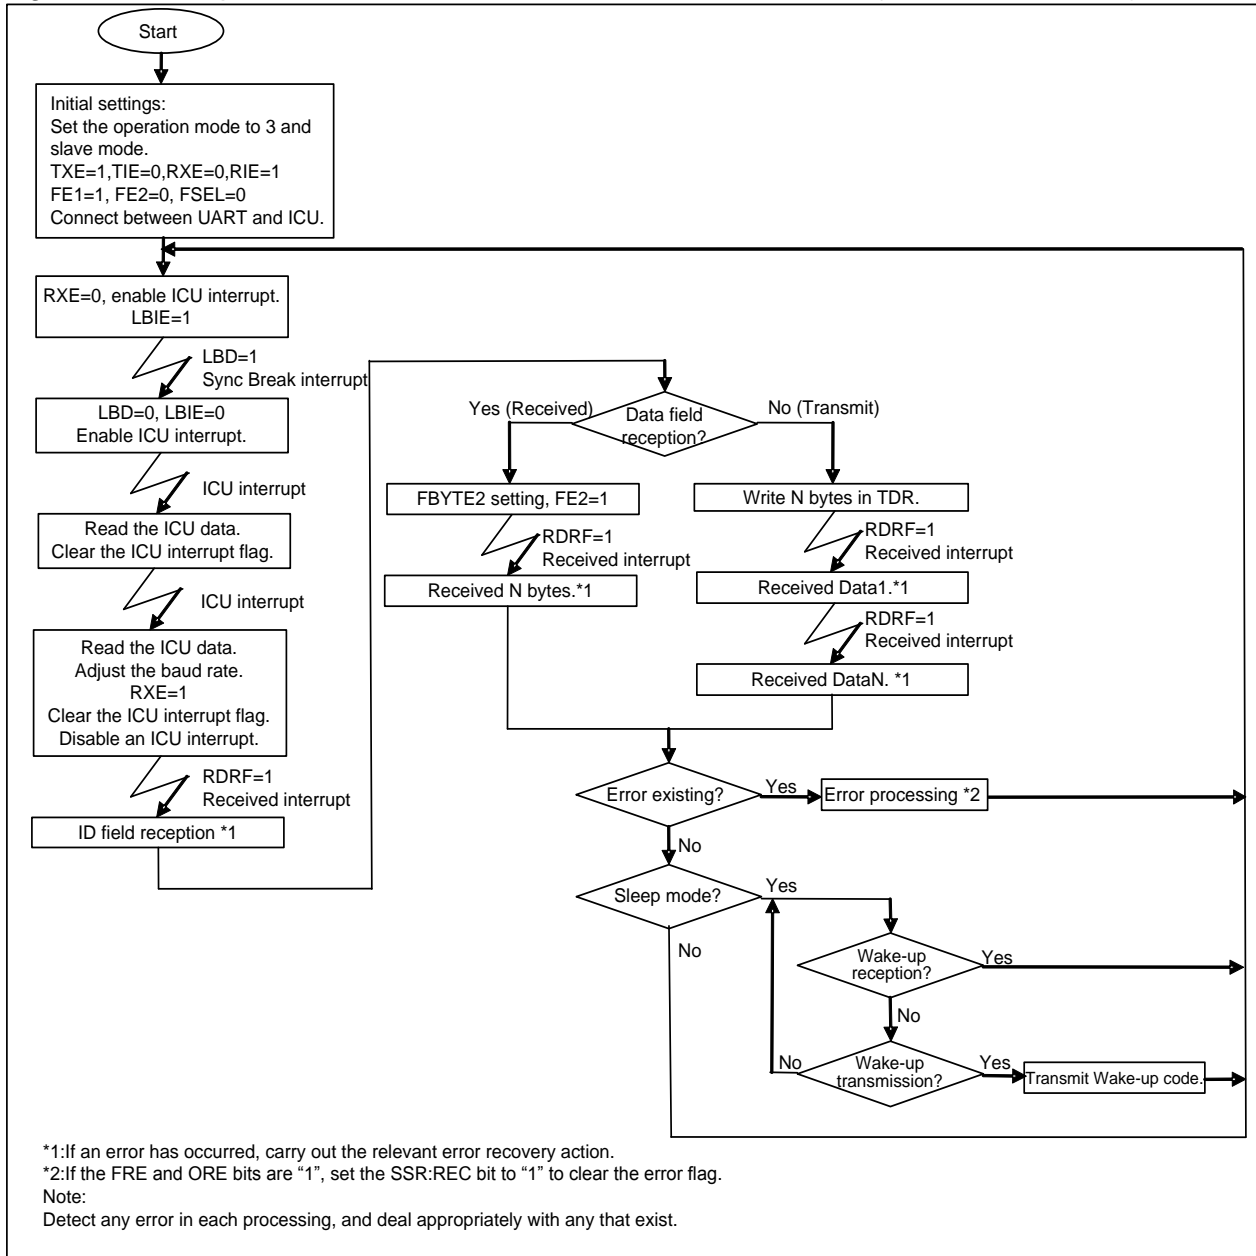 Start
Initial settings:
Set the operation mode to 3 and
slave mode.
TXE=1,TIE=0,RXE=0,RIE=1
FE1=1, FE2=0, FSEL=0
Connect between UART and ICU.
RXE=0, enable ICU interrupt.
LBIE=1
LBD=1
Sync Break interrupt
LBD=0, LBIE=0
Enable ICU interrupt.
ICU interrupt
Read the ICU data.
Clear the ICU interrupt flag.
ICU interrupt
Read the ICU data.
Adjust the baud rate.
RXE=1
Clear the ICU interrupt flag.
Disable an ICU interrupt.
RDRF=1
Received interrupt
ID field reception *1
Data field
reception?
Yes (Received)
No (Transmit)
FBYTE2 setting, FE2=1
RDRF=1
Received interrupt
Received N bytes.*1
Write N bytes in TDR.
RDRF=1
Received interrupt
Received Data1.*1
RDRF=1
Received interrupt
Received DataN. *1
Error existing?
Yes
Error processing *2
No
Sleep mode?
Yes
No
Wake-up
reception?
Yes
No
Wake-up
transmission?
No
Yes
Transmit Wake-up code.
*1:If an error has occurred, carry out the relevant error recovery action.
*2:If the FRE and ORE bits are “1”, set the SSR:REC bit to “1” to clear the error flag.
Note:
Detect any error in each processing, and deal appropriately with any that exist.